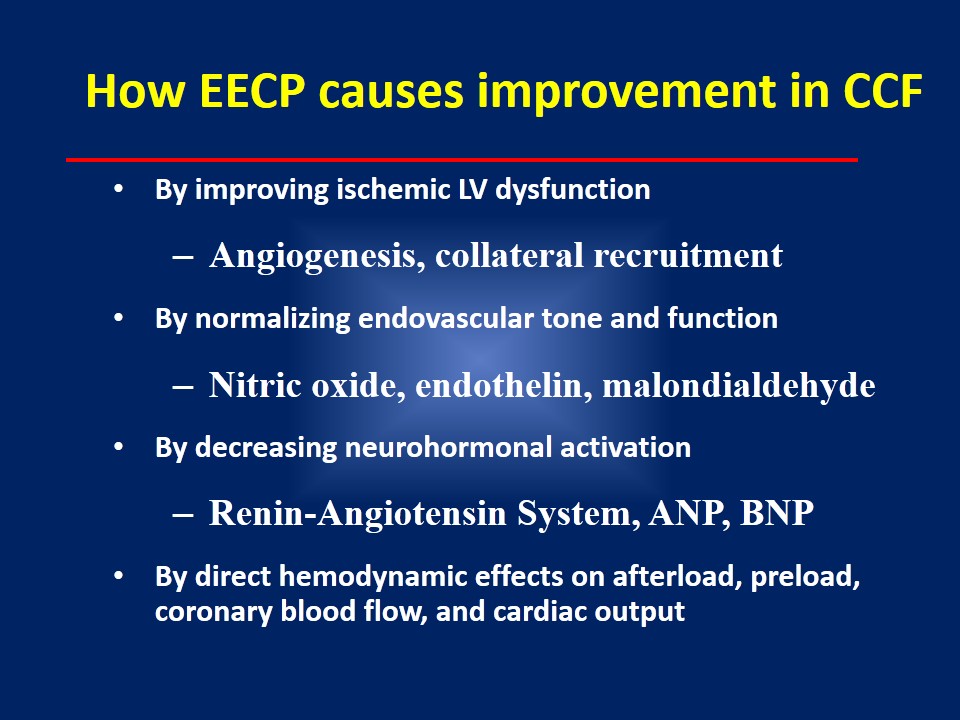 How EECP causes improvement in CCF
• By improving ischemic LV dysfunction
– Angiogenesis, collateral recruitment
• By normalizing endovascular tone and function
– Nitric oxide, endothelin, malondialdehyde
• By decreasing neurohormonal activation
– Renin-Angiotensin System, ANP, BNP
• By direct hemodynamic effects on afterload, preload,
coronary blood flow, and cardiac output